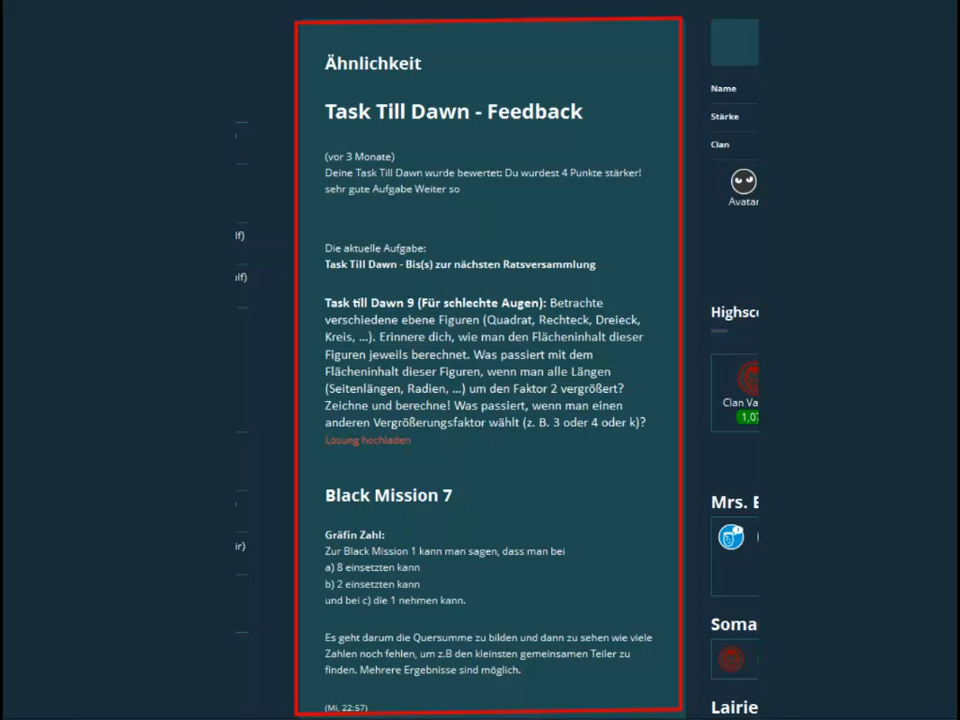 Ähnlichkeit
Task Till Dawn - Feedback
(vor 3 Monate)
Deine Task Till Dawn wurde bewertet: Du wurdest 4 Punkte stärker!
sehr gute Aufgabe Weiter so
Die aktuelle Aufgabe:
Task Till Dawn - Bis(s) zur nächsten Ratsversammlung
Task till Dawn 9 (Für schlechte Augen): Betrachte
verschiedene ebene Figuren (Quadrat, Rechteck, Dreieck,
Kreis, ...). Erinnere dich, wie man den Flächeninhalt dieser
Figuren jeweils berechnet. Was passiert mit dem
Flächeninhalt dieser Figuren, wenn man alle Längen
(Seitenlängen, Radien, ...) um den Faktor 2 vergrößert?
Zeichne und berechne! Was passiert, wenn man einen
anderen Vergrößerungsfaktor wählt (z. B. 3 oder 4 oder k)?
Lösung hochladen
Black Mission 7
Gräfin Zahl:
Zur Black Mission 1 kann man sagen, dass man bei
a) 8 einsetzten kann
b) 2 einsetzten kann
und bei c) die 1 nehmen kann.
Es geht darum die Quersumme zu bilden und dann zu sehen wie viele
Zahlen noch fehlen, um z.B den kleinsten gemeinsamen Teiler zu
finden. Mehrere Ergebnisse sind möglich.
(Mi, 22:57)
lf)
lf)
ir)
Name
Stärke
Clan
Avatar
Highsc
Clan Va
1,0
Mrs. E
Soma
Lairie